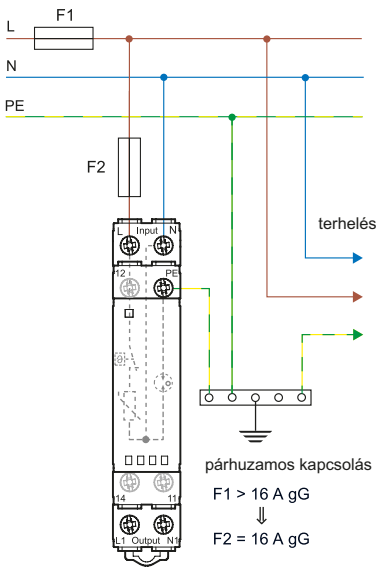 F1
L
N
PE
F2
terhelés
L Input N
12 PE
14 11
L1 Output N1
párhuzamos kapcsolás
F1 > 16 A gG
⇓
F2 = 16 A gG